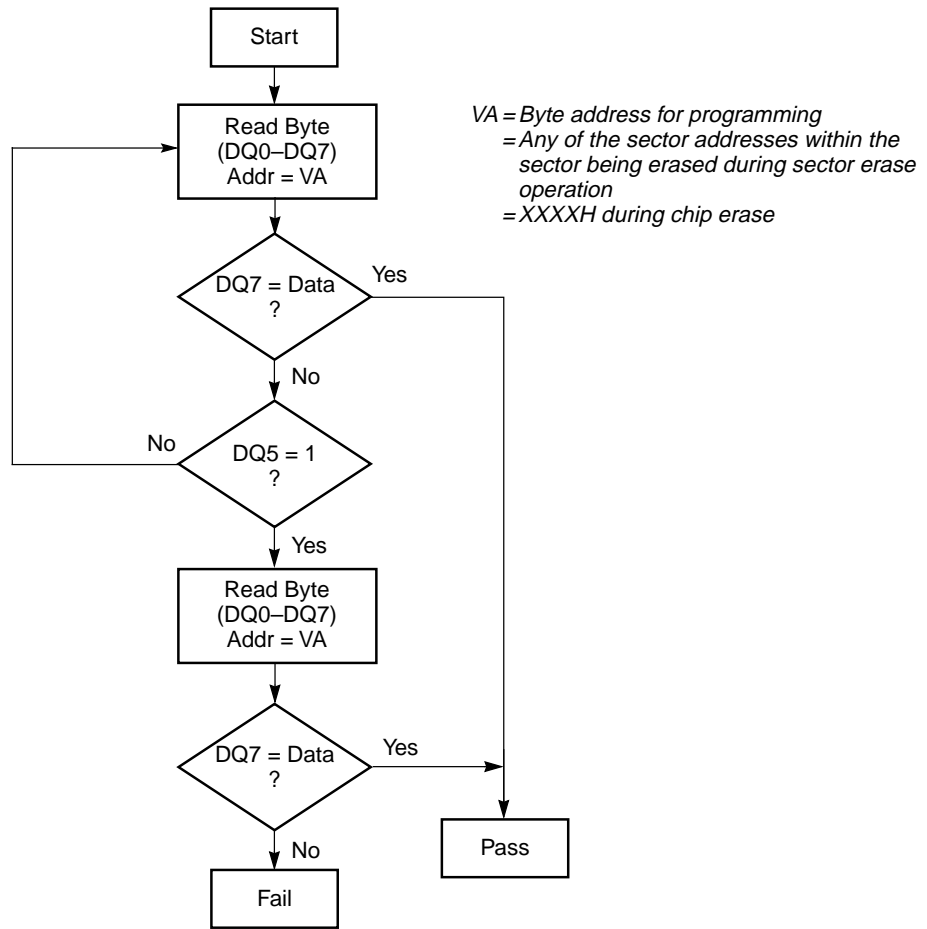 Start
Read Byte
(DQ0–DQ7)
Addr = VA
VA = Byte address for programming
= Any of the sector addresses within the
sector being erased during sector erase
operation
= XXXXH during chip erase
DQ7 = Data
?
Yes
No
DQ5 = 1
?
No
Yes
Read Byte
(DQ0–DQ7)
Addr = VA
DQ7 = Data
?
Yes
No
Pass
Fail